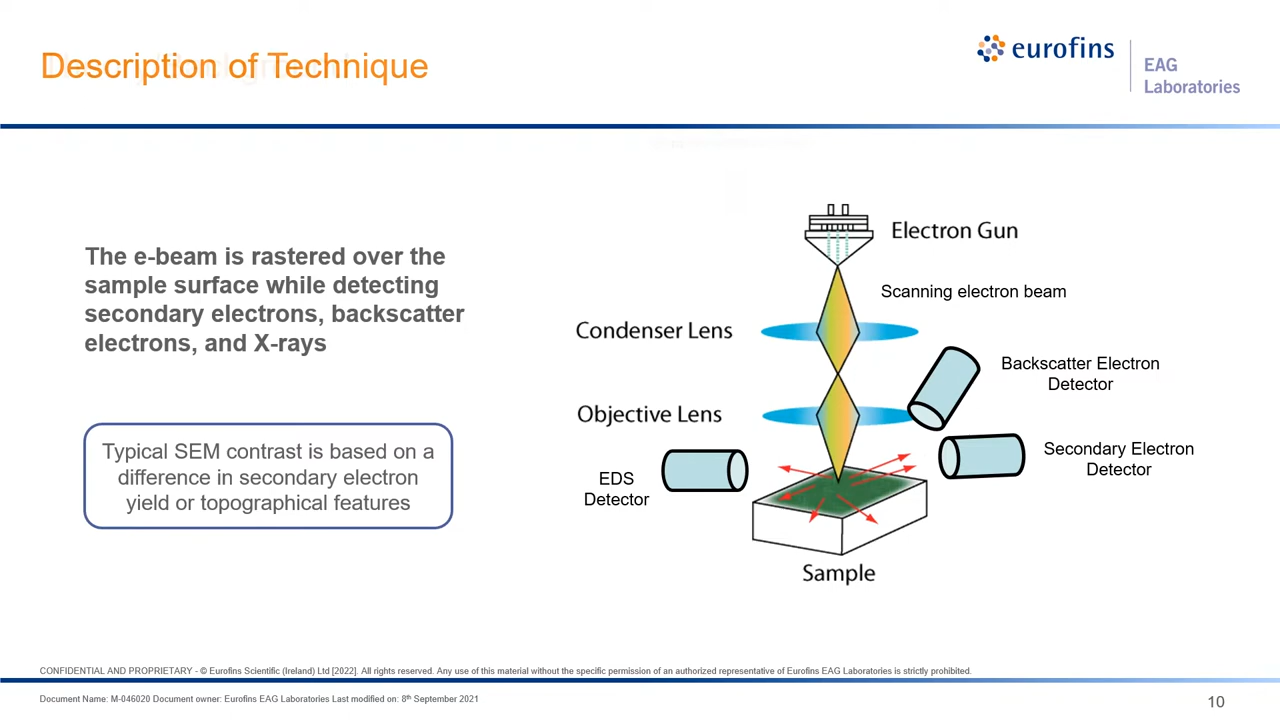 Description of Technique
eurofins
EAG
Laboratories
The e-beam is rastered over the
sample surface while detecting
secondary electrons, backscatter
electrons, and X-rays
Typical SEM contrast is based on a
difference in secondary electron
yield or topographical features
Electron Gun
Scanning electron beam
Condenser Lens
Backscatter Electron
Detector
Objective Lens
Secondary Electron
Detector
EDS
Detector
Sample
CONFIDENTIAL AND PROPRIETARY - © Eurofins Scientific (Ireland) Ltd [2022]. All rights reserved. Any use of this material without the specific permission of an authorized representative of Eurofins EAG Laboratories is strictly prohibited.
Document Name: M-046020 Document owner: Eurofins EAG Laboratories Last modified on: 8th September 2021
10